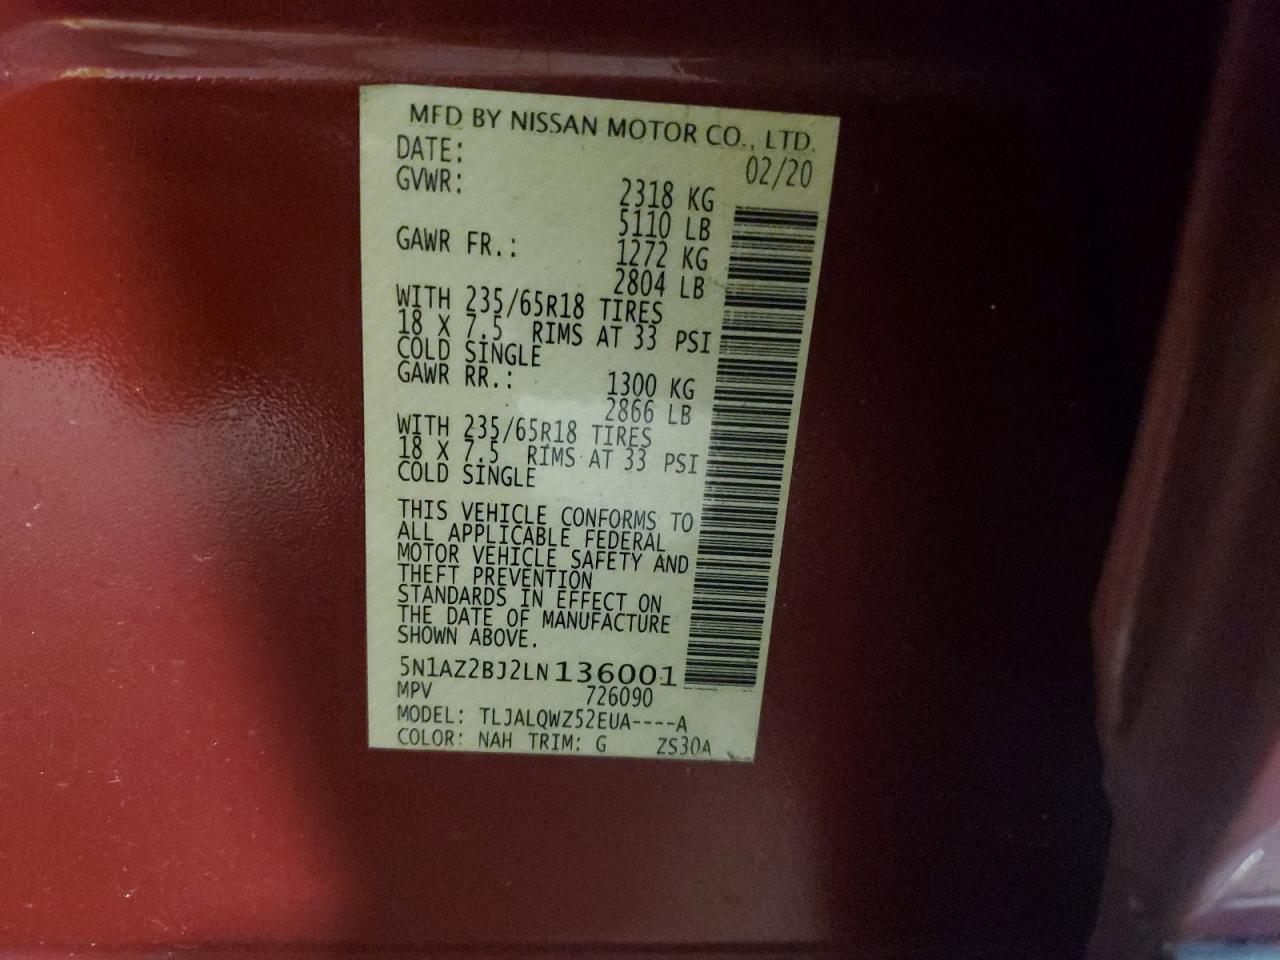 MFD BY NISSAN MOTOR CO., LTD.
DATE: 02/20
GVWR: 2318 KG
5110 LB
GAWR FR.: 1272 KG
2804 LB
WITH 235/65R18 TIRES
18 X 7.5 RIMS AT 33 PSI
COLD SINGLE
GAWR RR.: 1300 KG
2866 LB
WITH 235/65R18 TIRES
18 X 7.5 RIMS AT 33 PSI
COLD SINGLE
THIS VEHICLE CONFORMS TO
ALL APPLICABLE FEDERAL
MOTOR VEHICLE SAFETY AND
THEFT PREVENTION
STANDARDS IN EFFECT ON
THE DATE OF MANUFACTURE
SHOWN ABOVE.
5N1AZ2BJ2LN136001
MPV 726090
MODEL: TLJALQWZ52EUA----A
COLOR: NAH TRIM: G ZS30A